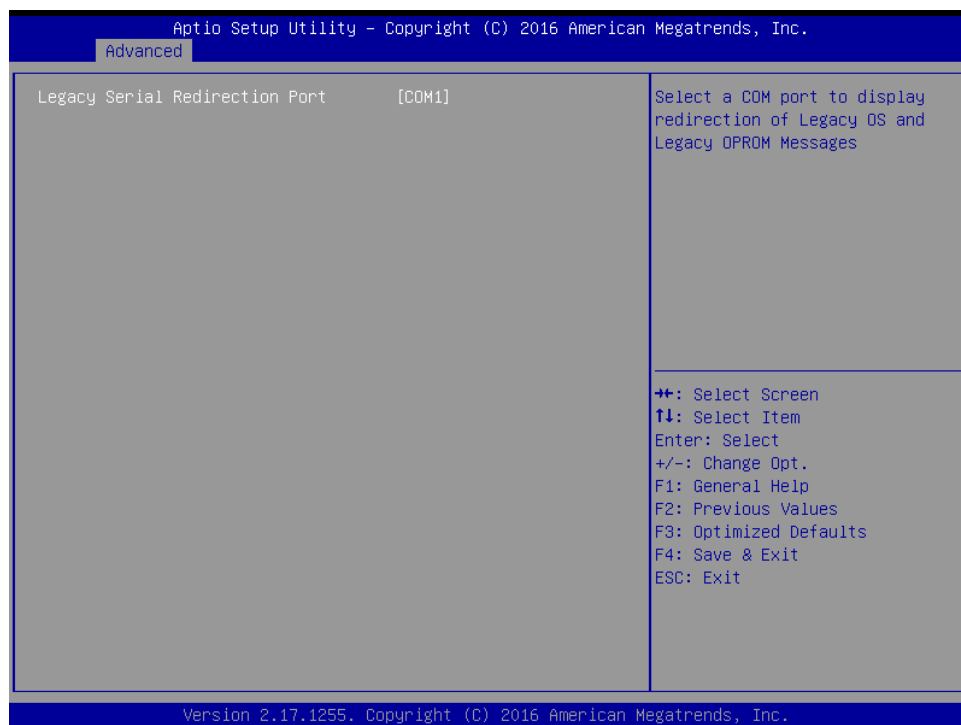 Aptio Setup Utility – Copyright (C) 2016 American Megatrends, Inc.
Advanced
Legacy Serial Redirection Port [COM1]
Select a COM port to display
redirection of Legacy OS and
Legacy OPROM Messages
→←: Select Screen
↑↓: Select Item
Enter: Select
+/-: Change Opt.
F1: General Help
F2: Previous Values
F3: Optimized Defaults
F4: Save & Exit
ESC: Exit
Version 2.17.1255. Copyright (C) 2016 American Megatrends, Inc.